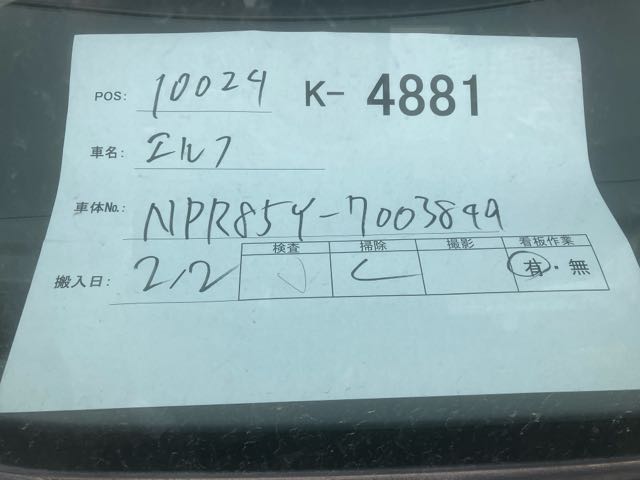 POS: 10024 K- 4881
車名: エルフ
車体No.: NPR85Y-7003849
検査 掃除 撮影 看板作業
搬入日: 2/2 有・無